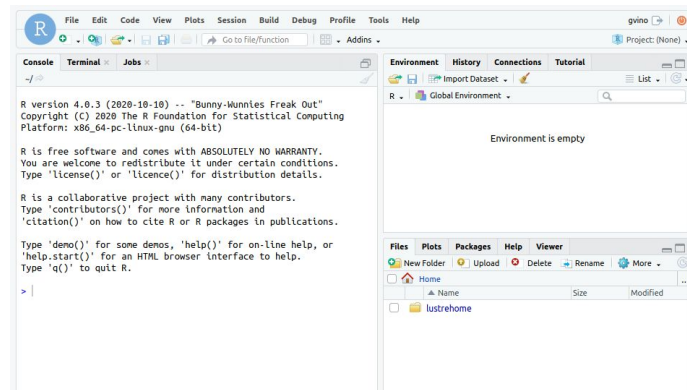 R
File Edit Code View Plots Session Build Debug Profile Tools Help
gvino
Go to file/function
Addins
Project: (None)
Console Terminal Jobs
~/
R version 4.0.3 (2020-10-10) -- "Bunny-Wunnies Freak Out"
Copyright (C) 2020 The R Foundation for Statistical Computing
Platform: x86_64-pc-linux-gnu (64-bit)
R is free software and comes with ABSOLUTELY NO WARRANTY.
You are welcome to redistribute it under certain conditions.
Type 'license()' or 'licence()' for distribution details.
R is a collaborative project with many contributors.
Type 'contributors()' for more information and
'citation()' on how to cite R or R packages in publications.
Type 'demo()' for some demos, 'help()' for on-line help, or
'help.start()' for an HTML browser interface to help.
Type 'q()' to quit R.
>
Environment History Connections Tutorial
Import Dataset
List
R Global Environment
Environment is empty
Files Plots Packages Help Viewer
New Folder Upload Delete Rename More
Home
Name Size Modified
lustrehome